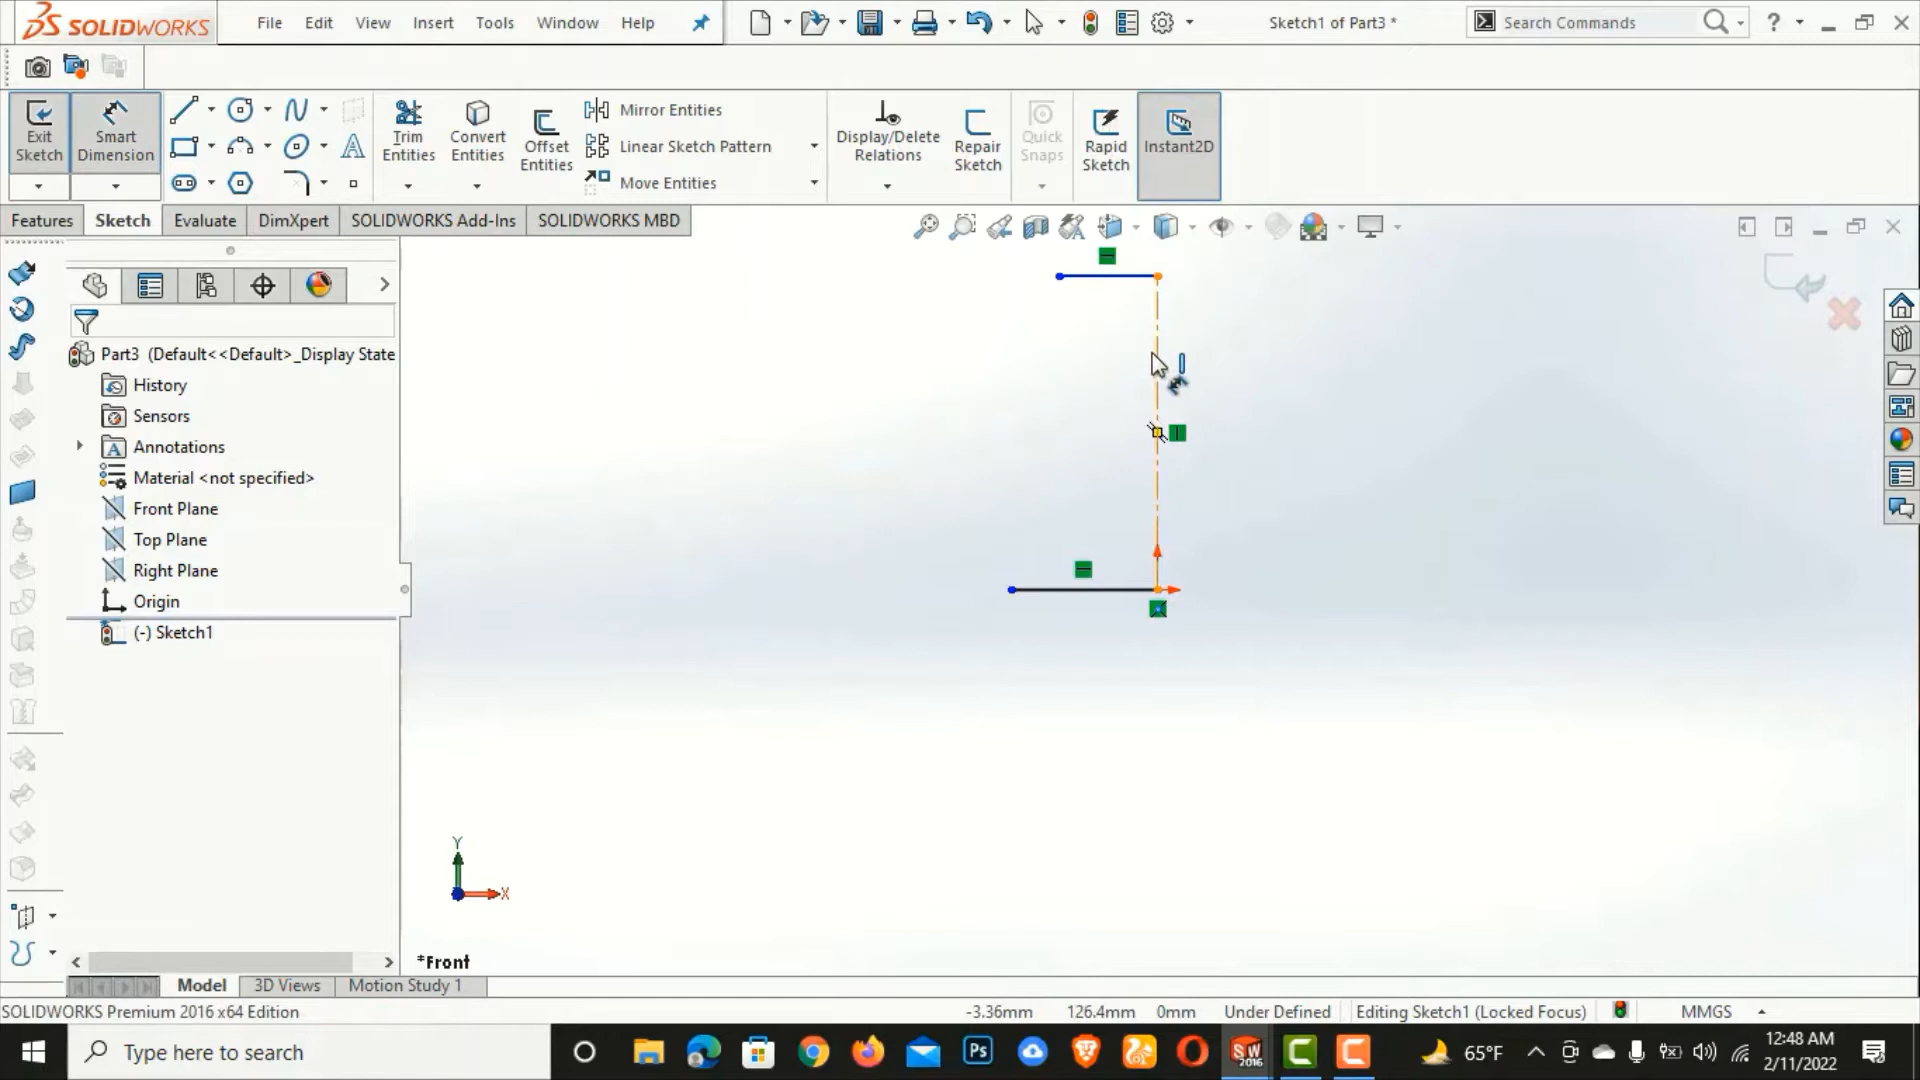 SOLIDWORKS File Edit View Insert Tools Window Help Sketch1 of Part3 * Search Commands ?
Exit Sketch
Smart Dimension
Trim Entities
Convert Entities
Offset Entities
Mirror Entities
Linear Sketch Pattern
Move Entities
Display/Delete Relations
Repair Sketch
Quick Snaps
Rapid Sketch
Instant2D
Features Sketch Evaluate DimXpert SOLIDWORKS Add-Ins SOLIDWORKS MBD
Part3 (Default<<Default>_Display State
History
Sensors
Annotations
Material <not specified>
Front Plane
Top Plane
Right Plane
Origin
(-) Sketch1
Y
X
*Front
Model 3D Views Motion Study 1
SOLIDWORKS Premium 2016 x64 Edition -3.36mm 126.4mm 0mm Under Defined Editing Sketch1 (Locked Focus) MMGS
Type here to search Ps SW 2016 65°F 12:48 AM
2/11/2022